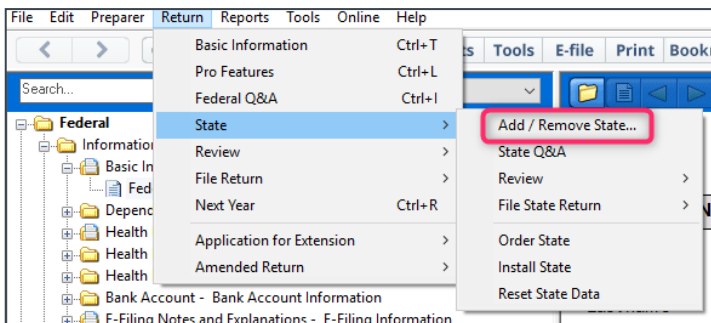 File Edit Preparer Return Reports Tools Online Help
Tools E-file Print
Search...
Basic Information Ctrl+T
Pro Features Ctrl+L
Federal Q&A Ctrl+I
State
Review
File Return
Next Year Ctrl+R
Application for Extension
Amended Return
Add / Remove State...
State Q&A
Review
File State Return
Order State
Install State
Reset State Data
Federal
Information
Basic In
Fed
Depend
Health
Health
Health
Bank Account - Bank Account Information
E-Filing Notes and Explanations - E-Filing Information